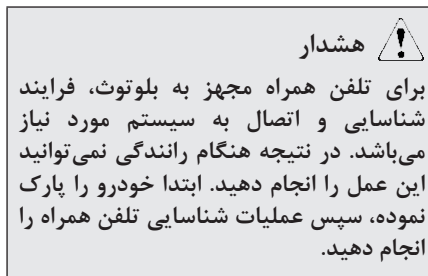 هشدار
برای تلفن همراه مجهز به بلوتوث، فرایند
شناسایی و اتصال به سیستم مورد نیاز
می‌باشد. در نتیجه هنگام رانندگی نمی‌توانید
این عمل را انجام دهید. ابتدا خودرو را پارک
نموده، سپس عملیات شناسایی تلفن همراه را
انجام دهید.